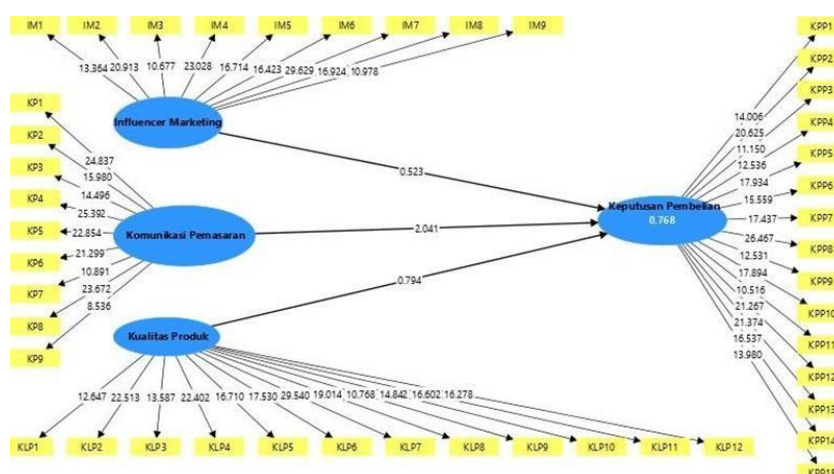 IM1 IM2 IM3 IM4 IM5 IM6 IM7 IM8 IM9
13.364 20.913 10.677 23.028 16.714 16.423 29.629 16.924 10.978
Influencer Marketing
KP1
KP2
KP3
KP4
KP5
KP6
KP7
KP8
KP9
24.837
15.980
14.496
25.392
22.854
21.299
10.891
23.672
8.536
Komunikasi Pemasaran
0.523
2.041
0.794
Keputusan Pembelian
0.768
KPP1
KPP2
KPP3
KPP4
KPP5
KPP6
KPP7
KPP8
KPP9
KPP10
KPP11
KPP12
KPP13
KPP14
KPP15
14.006
20.625
11.150
12.536
17.934
15.559
17.437
26.467
12.531
17.894
10.516
21.267
21.374
16.537
13.980
Kualitas Produk
12.647 22.513 13.587 22.402 16.710 17.530 29.540 19.014 10.768 14.842 16.602 16.278
KLP1 KLP2 KLP3 KLP4 KLP5 KLP6 KLP7 KLP8 KLP9 KLP10 KLP11 KLP12